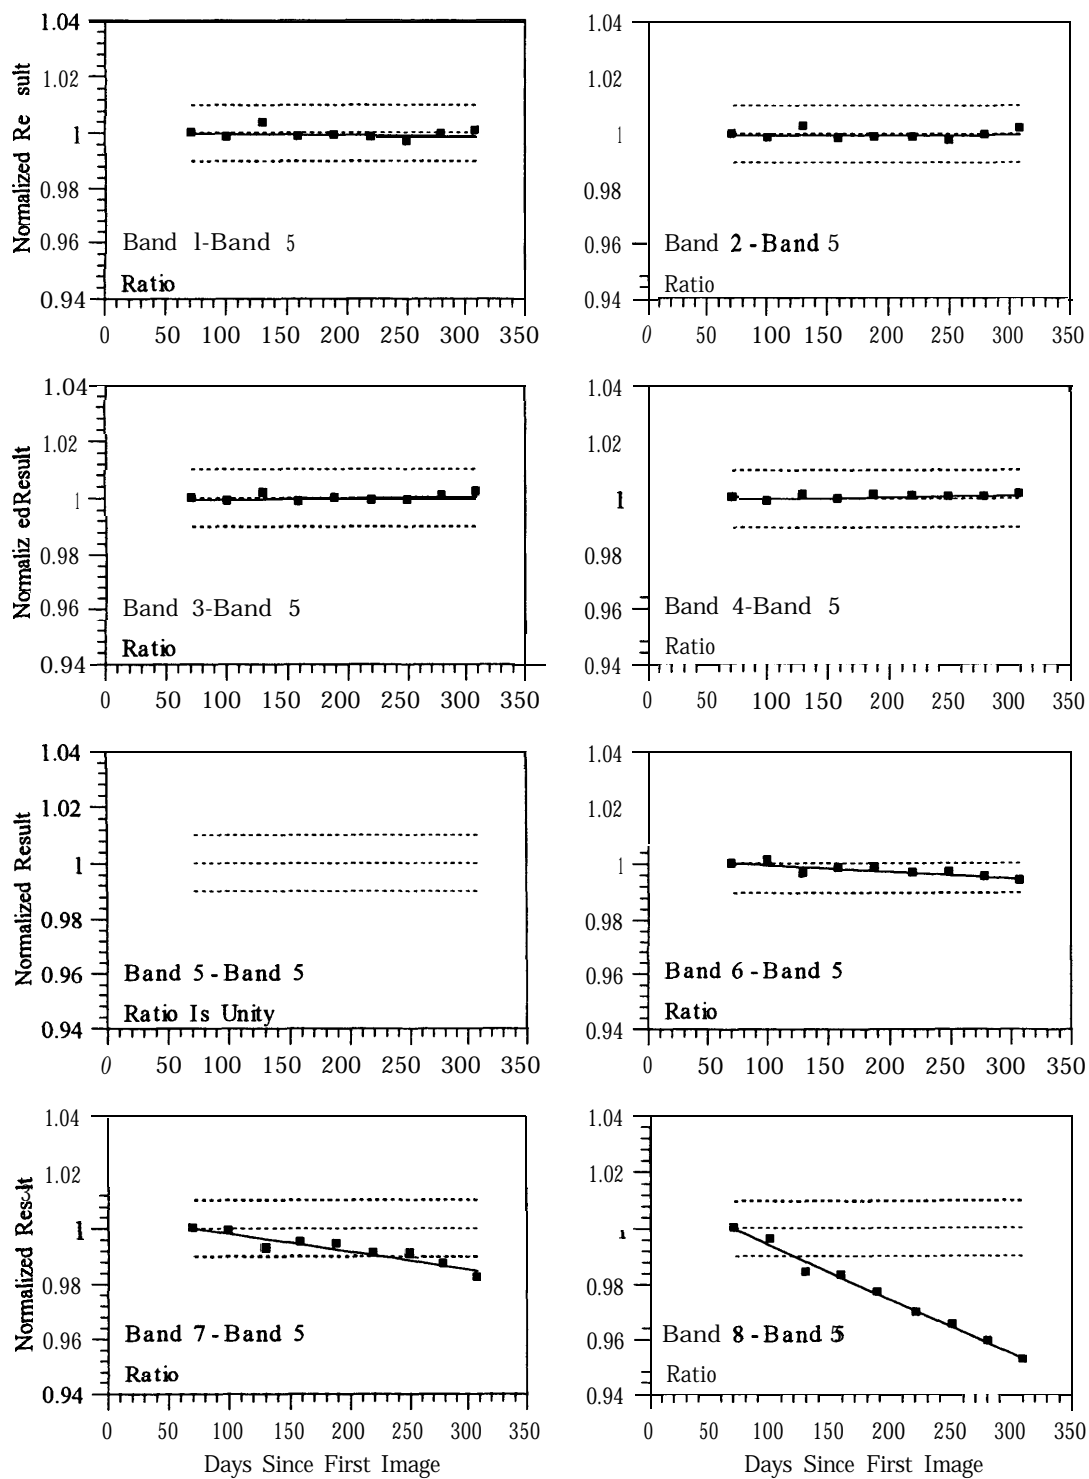 1.04 1.04
1.02 1.02
1 1
0.98 0.98
0.96 0.96
0.94 0.94
Normalized Re sult
Band 1-Band 5
Ratio
Band 2-Band 5
Ratio
0 50 100 150 200 250 300 350
0 50 100 150 200 250 300 350
1.04 1.04
1.02 1.02
1 1
0.98 0.98
0.96 0.96
0.94 0.94
Normaliz edResult
Band 3-Band 5
Ratio
Band 4-Band 5
Ratio
0 50 100 150 200 250 300 350
0 50 100 150 200 250 300 350
1.04 1.04
1.02 1.02
1 1
0.98 0.98
0.96 0.96
0.94 0.94
Normalized Result
Band 5-Band 5
Ratio Is Unity
Band 6-Band 5
Ratio
0 50 100 150 200 250 300 350
0 50 100 150 200 250 300 350
1.04 1.04
1.02 1.02
1 1
0.98 0.98
0.96 0.96
0.94 0.94
Normalized Result
Band 7-Band 5
Ratio
Band 8-Band 5
Ratio
0 50 100 150 200 250 300 350
0 50 100 150 200 250 300 350
Days Since First Image
Days Since First Image